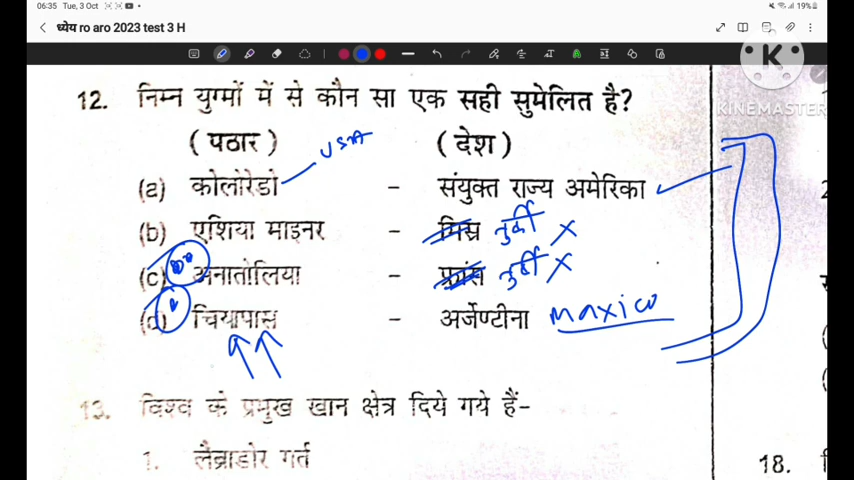 06:35 Tue, 3 Oct
19%
ध्येय ro aro 2023 test 3 H
K
KINEMASTER
12. निम्न युग्मों में से कौन सा एक सही सुमेलित है?
(पठार) USA (देश)
(a) कोलोरेडो - संयुक्त राज्य अमेरिका
(b) एशिया माइनर - मिस्र तुर्की ×
(c) अनातोलिया - फ्रांस तुर्की ×
(d) चियापास - अर्जेण्टीना maxico
13. विश्व के प्रमुख खान क्षेत्र दिये गये हैं-
1. लैब्राडोर गर्त
18.